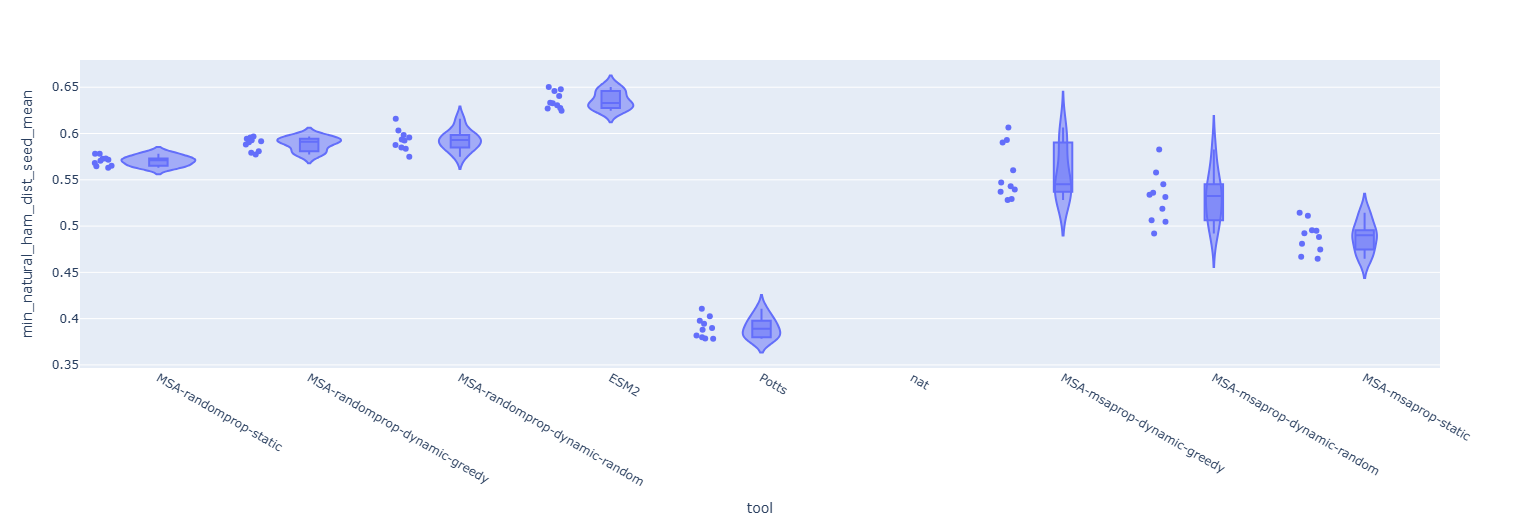 min_natural_ham_dist_seed_mean
0.65
0.6
0.55
0.5
0.45
0.4
0.35
MSA-randomprop-static
MSA-randomprop-dynamic-greedy
MSA-randomprop-dynamic-random
ESM2
Potts
nat
MSA-msaprop-dynamic-greedy
MSA-msaprop-dynamic-random
MSA-msaprop-static
tool